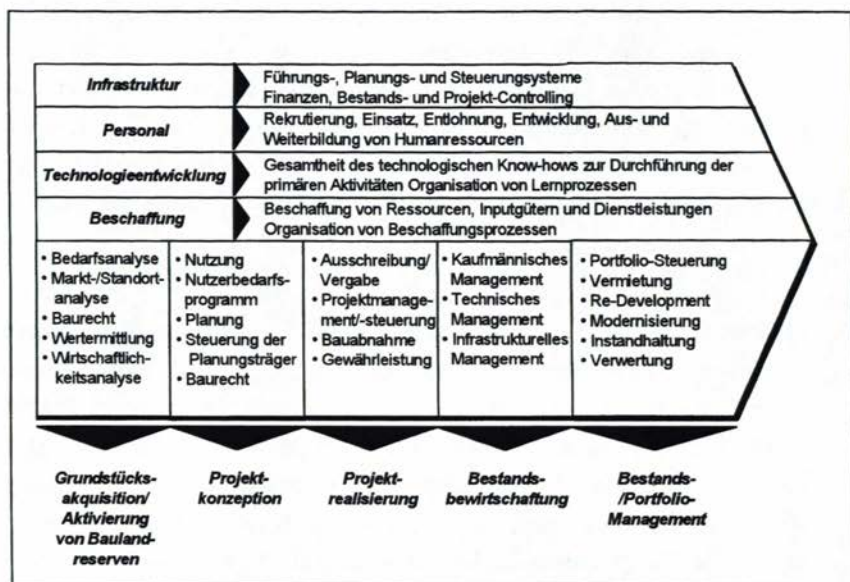 Infrastruktur
Führungs-, Planungs- und Steuerungsysteme
Finanzen, Bestands- und Projekt-Controlling
Personal
Rekrutierung, Einsatz, Entlohnung, Entwicklung, Aus- und
Weiterbildung von Humanressourcen
Technologieentwicklung
Gesamtheit des technologischen Know-hows zur Durchführung der
primären Aktivitäten Organisation von Lernprozessen
Beschaffung
Beschaffung von Ressourcen, Inputgütern und Dienstleistungen
Organisation von Beschaffungsprozessen
• Bedarfsanalyse
• Markt-/Standort-
analyse
• Baurecht
• Wertermittlung
• Wirtschaftlich-
keitsanalyse
• Nutzung
• Nutzerbedarfs-
programm
• Planung
• Steuerung der
Planungsträger
• Baurecht
• Ausschreibung/
Vergabe
• Projektmanage-
ment/-steuerung
• Bauabnahme
• Gewährleistung
• Kaufmännisches
Management
• Technisches
Management
• Infrastrukturelles
Management
• Portfolio-Steuerung
• Vermietung
• Re-Development
• Modernisierung
• Instandhaltung
• Verwertung
Grundstücks-
akquisition/
Aktivierung
von Bauland-
reserven
Projekt-
konzeption
Projekt-
realisierung
Bestands-
bewirtschaftung
Bestands-
/Portfolio-
Management